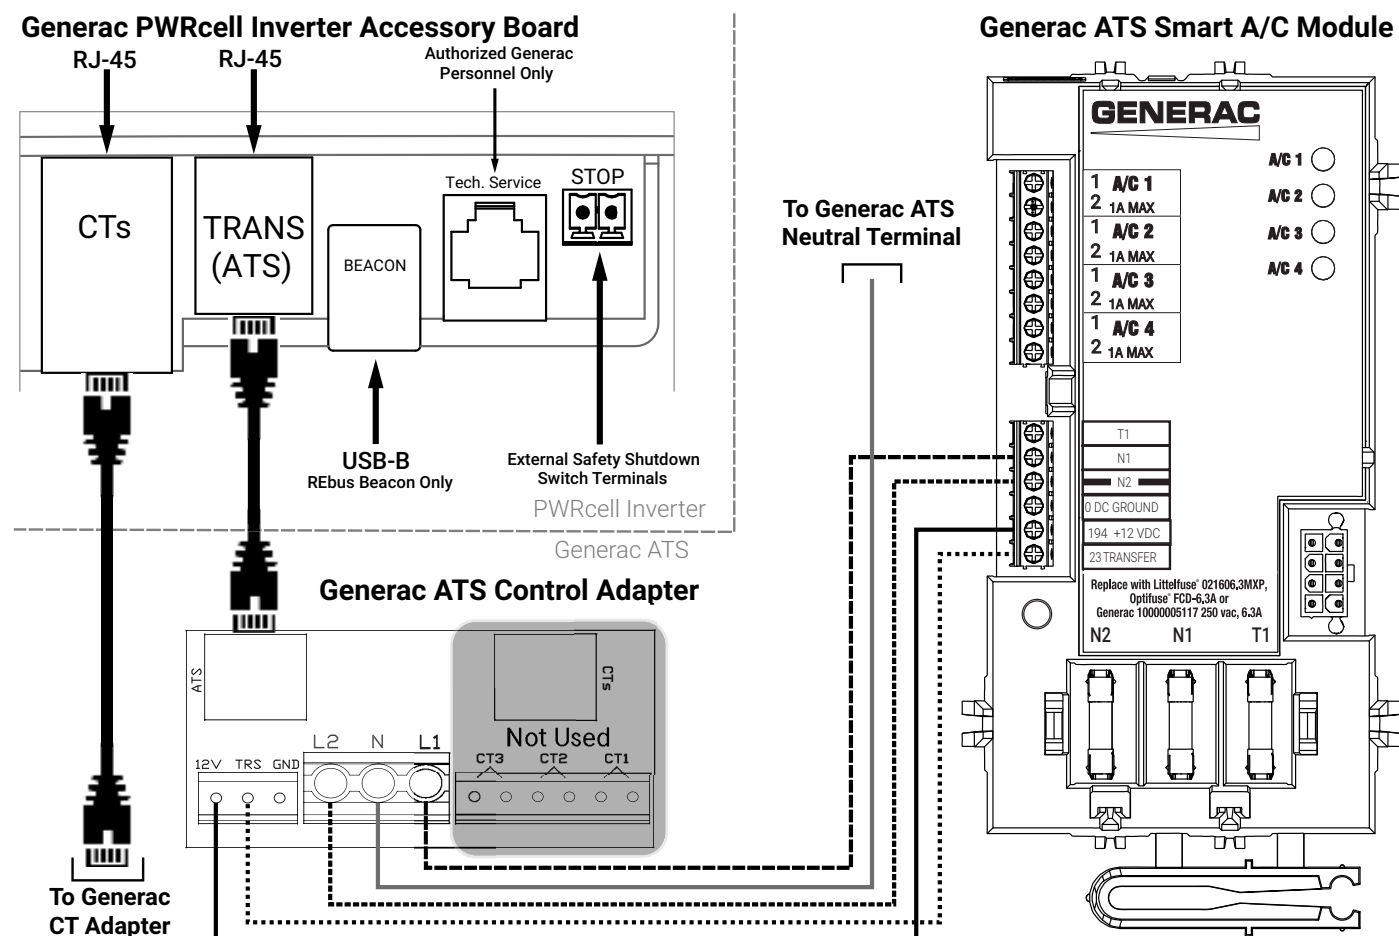 Generac PWRcell Inverter Accessory Board
RJ-45
RJ-45
Authorized Generac
Personnel Only
CTs
TRANS
(ATS)
BEACON
Tech. Service
STOP
USB-B
REbus Beacon Only
External Safety Shutdown
Switch Terminals
PWRcell Inverter
Generac ATS
Generac ATS Control Adapter
ATS
CTs
Not Used
L2 N L1
12V TRS GND
CT3 CT2 CT1
To Generac
CT Adapter
To Generac ATS
Neutral Terminal
Generac ATS Smart A/C Module
GENERAC
A/C 1
A/C 2
A/C 3
A/C 4
1 A/C 1
2 1A MAX
1 A/C 2
2 1A MAX
1 A/C 3
2 1A MAX
1 A/C 4
2 1A MAX
T1
N1
N2
0 DC GROUND
194 +12 VDC
23 TRANSFER
Replace with Littelfuse® 021606.3MXP,
Optifuse® FCD-6.3A or
Generac 10000005117 250 vac, 6.3A
N2 N1 T1